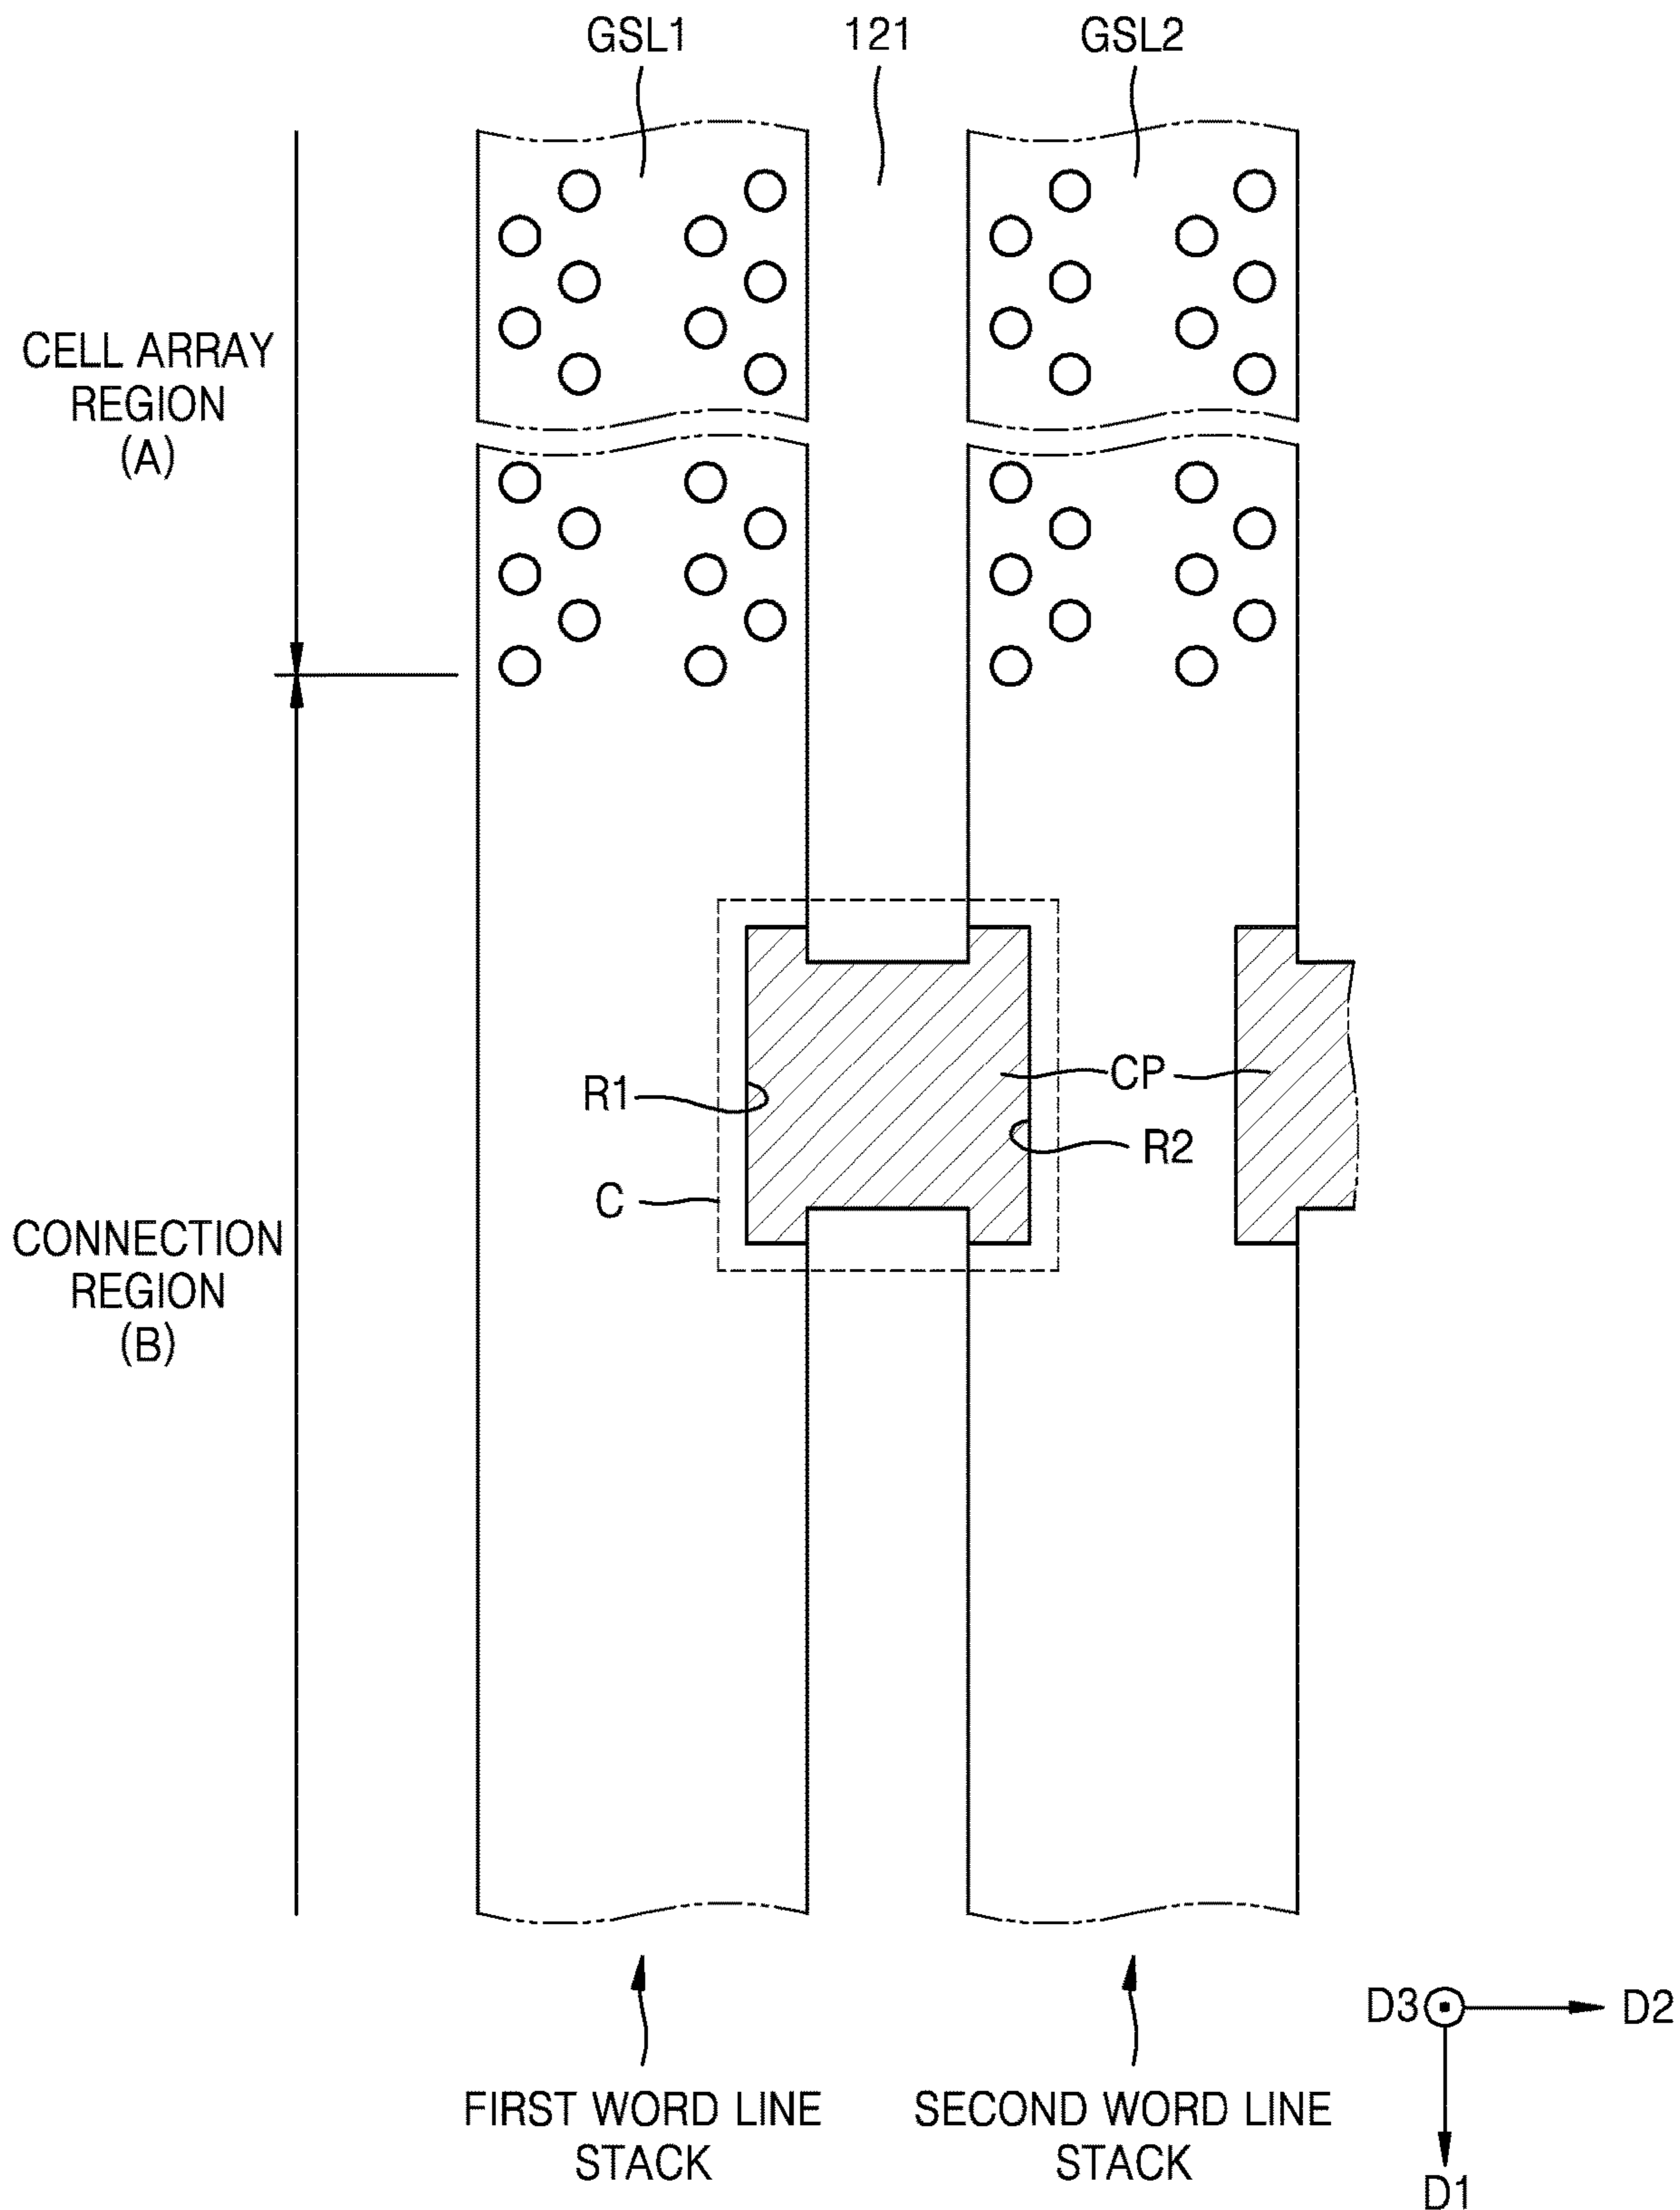 GSL1
121
GSL2
CELL ARRAY
REGION
(A)
R1
CP
R2
C
CONNECTION
REGION
(B)
D3
D2
FIRST WORD LINE
STACK
SECOND WORD LINE
STACK
D1